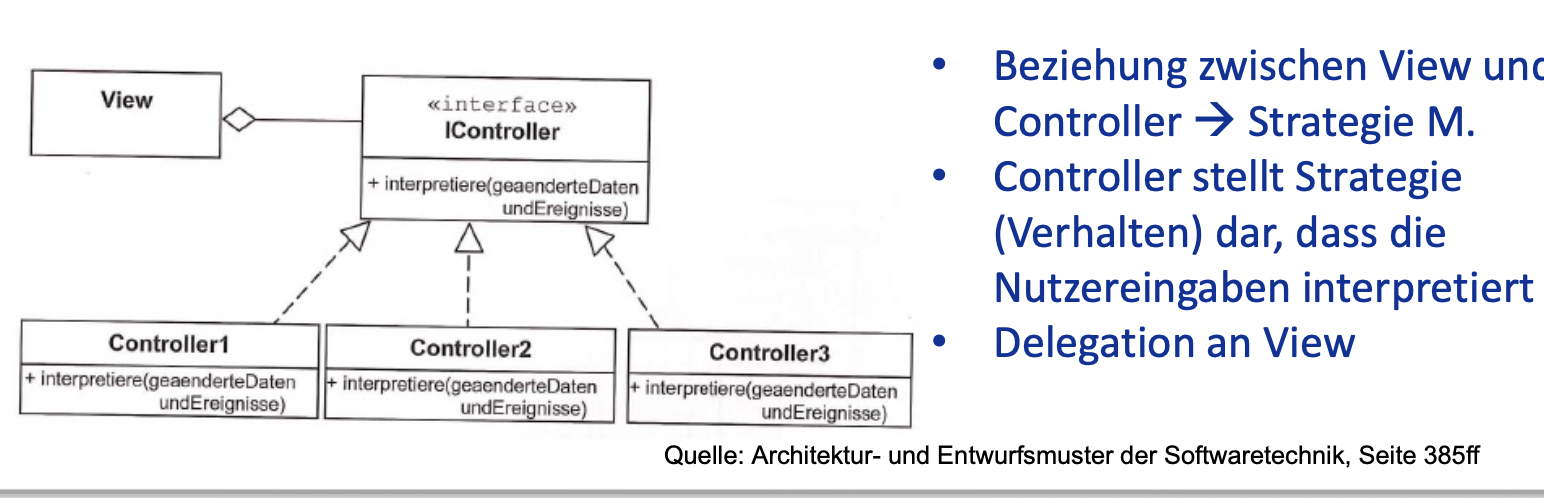 View
«interface»
IController
+ interpretiere(geaenderteDaten
undEreignisse)
Controller1
+ interpretiere(geaenderteDaten
undEreignisse)
Controller2
+ interpretiere(geaenderteDaten
undEreignisse)
Controller3
+ interpretiere(geaenderteDaten
undEreignisse)
• Beziehung zwischen View und
Controller → Strategie M.
• Controller stellt Strategie
(Verhalten) dar, dass die
Nutzereingaben interpretiert
• Delegation an View
Quelle: Architektur- und Entwurfsmuster der Softwaretechnik, Seite 385ff